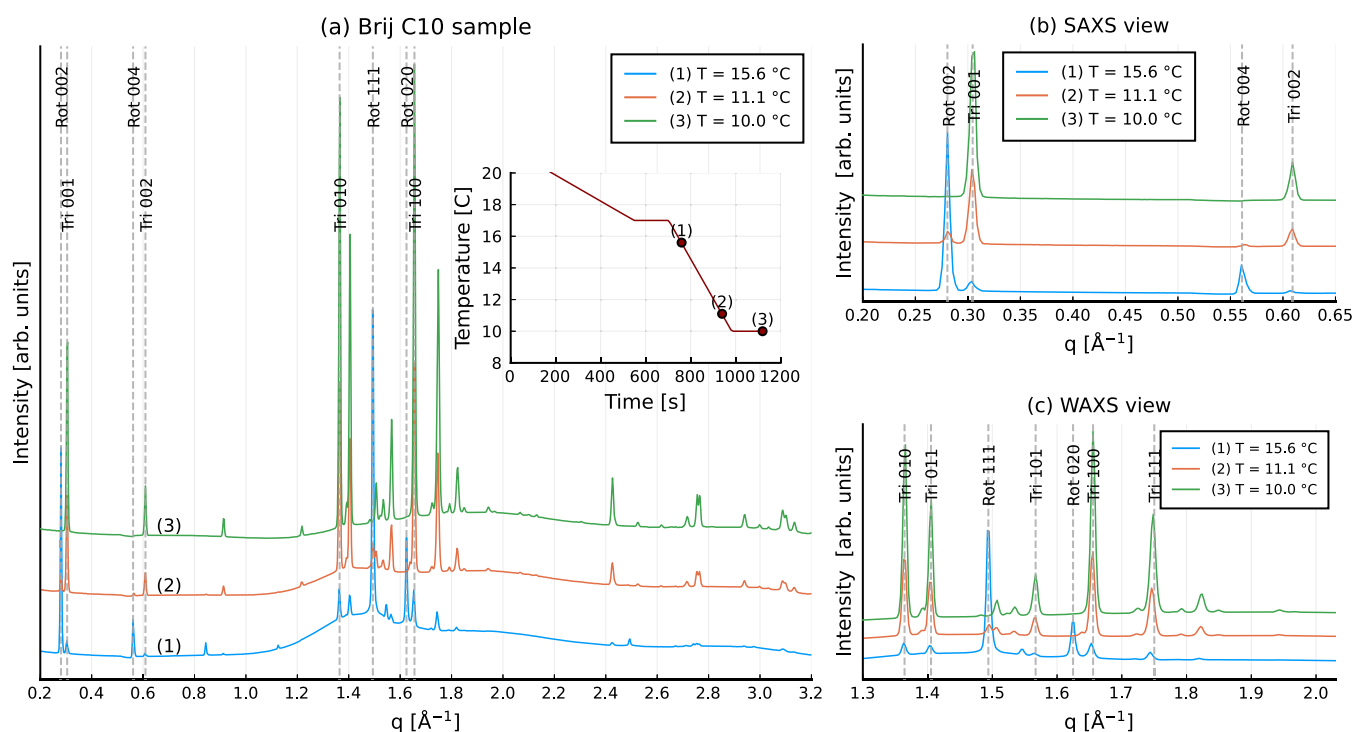 (a) Brij C10 sample
Intensity [arb. units]
Rot 002
Tri 001
Rot 004
Tri 002
Tri 010
Rot 111
Rot 020
Tri 100
(1) T = 15.6 °C
(2) T = 11.1 °C
(3) T = 10.0 °C
Temperature [C]
20
18
16
14
12
10
8
(1)
(2)
(3)
0 200 400 600 800 1000 1200
Time [s]
(3)
(2)
(1)
0.2 0.4 0.6 0.8 1.0 1.2 1.4 1.6 1.8 2.0 2.2 2.4 2.6 2.8 3.0 3.2
q [Å⁻¹]
(b) SAXS view
Intensity [arb. units]
Rot 002
Tri 001
Rot 004
Tri 002
(1) T = 15.6 °C
(2) T = 11.1 °C
(3) T = 10.0 °C
0.20 0.25 0.30 0.35 0.40 0.45 0.50 0.55 0.60 0.65
q [Å⁻¹]
(c) WAXS view
Intensity [arb. units]
Tri 010
Tri 011
Rot 111
Tri 101
Rot 020
Tri 100
Tri 111
(1) T = 15.6 °C
(2) T = 11.1 °C
(3) T = 10.0 °C
1.3 1.4 1.5 1.6 1.7 1.8 1.9 2.0
q [Å⁻¹]